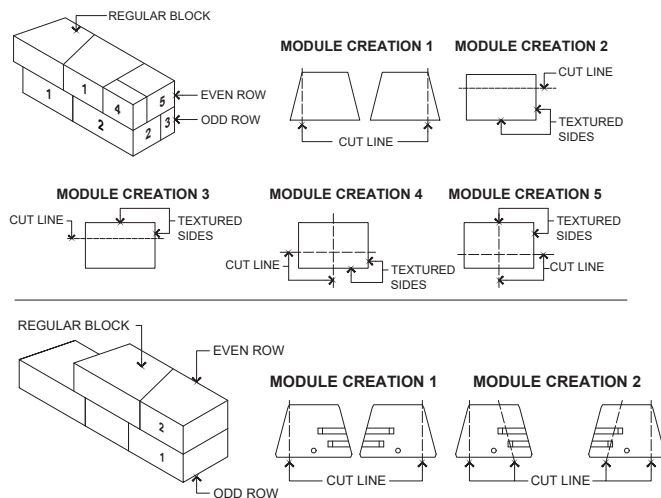 REGULAR BLOCK
1
1
4
5
2
2
3
EVEN ROW
ODD ROW
MODULE CREATION 1
CUT LINE
MODULE CREATION 2
CUT LINE
TEXTURED
SIDES
MODULE CREATION 3
CUT LINE
TEXTURED
SIDES
MODULE CREATION 4
CUT LINE
TEXTURED
SIDES
MODULE CREATION 5
TEXTURED
SIDES
CUT LINE
REGULAR BLOCK
EVEN ROW
2
1
ODD ROW
MODULE CREATION 1
CUT LINE
MODULE CREATION 2
CUT LINE